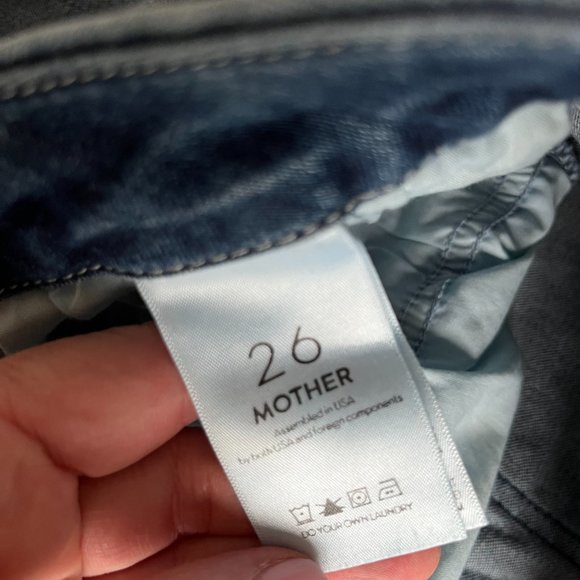 26
MOTHER
Assembled in USA
by both USA and foreign components
DO YOUR OWN LAUNDRY